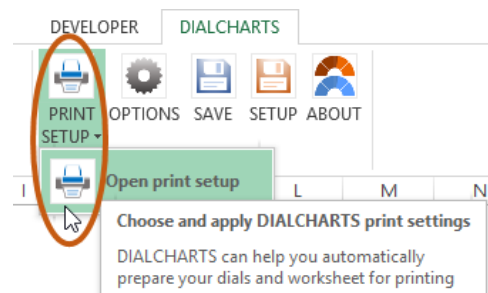 DEVELOPER DIALCHARTS
PRINT OPTIONS SAVE SETUP ABOUT
SETUP
Open print setup
I L M N
Choose and apply DIALCHARTS print settings
DIALCHARTS can help you automatically
prepare your dials and worksheet for printing